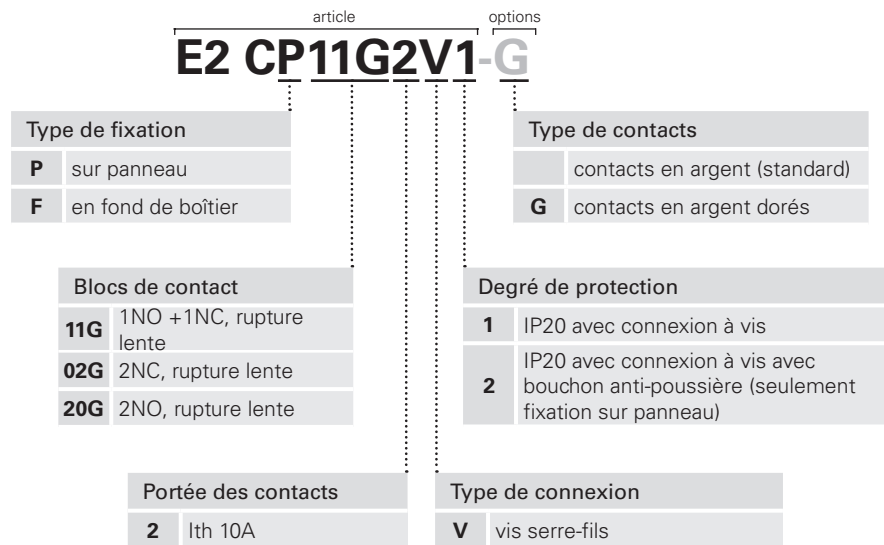 article
options
E2 CP11G2V1-G
Type de fixation
P sur panneau
F en fond de boîtier
Type de contacts
contacts en argent (standard)
G contacts en argent dorés
Blocs de contact
11G 1NO +1NC, rupture
lente
02G 2NC, rupture lente
20G 2NO, rupture lente
Degré de protection
1 IP20 avec connexion à vis
2 IP20 avec connexion à vis avec
bouchon anti-poussière (seulement
fixation sur panneau)
Portée des contacts
2 Ith 10A
Type de connexion
V vis serre-fils